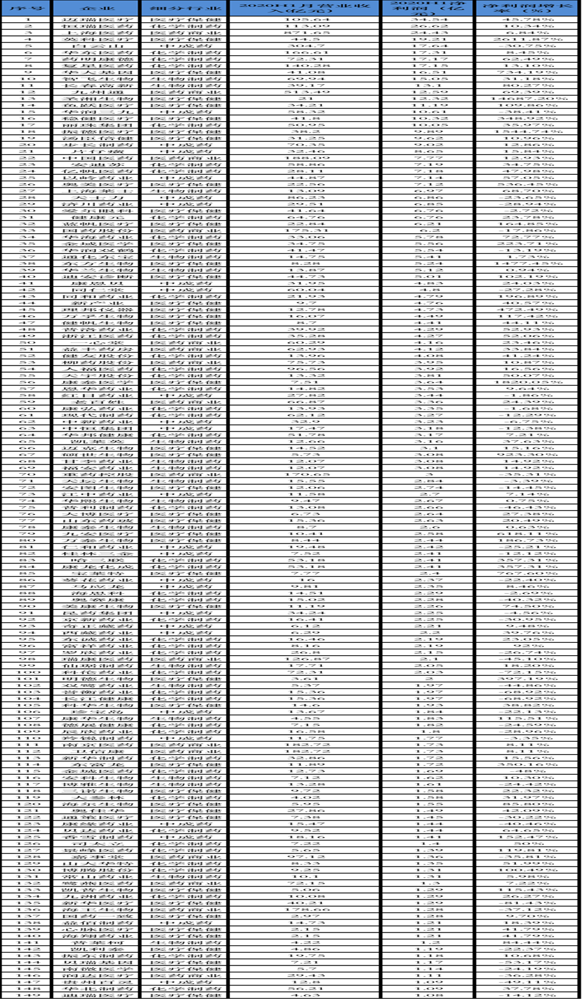 序号 企业 细分行业 2020H1月营业收入(亿元) 2020H1净利润（亿元） 净利润增长率（%）
1 迈瑞医疗 医疗保健 105.64 34.54 45.78%
2 恒瑞医药 化学制药 113.09 26.62 10.34%
3 上海医药 医药商业 871.65 24.43 6.84%
4 英科医疗 医疗保健 44.5 19.21 2611.87%
5 白云山 中成药 304.7 17.64 -30.75%
6 华东医药 化学制药 166.61 17.31 8.45%
7 药明康德 化学制药 72.31 17.17 62.49%
8 复星医药 化学制药 140.28 17.15 13.10%
9 华大基因 医疗保健 41.08 16.51 734.19%
10 智飞生物 生物制药 69.94 15.05 31.18%
11 长春高新 生物制药 39.17 13.1 80.27%
12 九州通 医药商业 513.49 12.59 69.39%
13 圣湘生物 医疗保健 21 12.32 14687.20%
14 鱼跃医疗 医疗保健 34.21 11.19 109.86%
15 华润三九 中成药 58.32 10.61 -38.41%
16 稳健医疗 医疗保健 41.8 10.32 348.92%
17 丽珠集团 化学制药 50.95 10.05 35.97%
18 振德医疗 医疗保健 38.2 9.89 1544.74%
19 汤臣倍健 医疗保健 31.25 9.62 10.96%
20 步长制药 中成药 70.35 9.02 12.86%
21 片仔癀 中成药 32.46 8.65 15.84%
22 中国医药 医药商业 188.09 7.77 12.93%
23 安迪苏 化学制药 58.86 7.19 34.75%
24 亿帆医药 化学制药 28.11 7.18 47.98%
25 以岭药业 中成药 44.87 7.14 57.05%
26 奥美医疗 医疗保健 22.56 7.12 536.45%
27 上海莱士 生物制药 13.09 6.97 68.70%
28 天士力 中成药 86.23 6.86 -23.65%
29 济川药业 中成药 29.51 6.85 -28.94%
30 爱尔眼科 医疗保健 41.64 6.76 -2.72%
31 健康元 化学制药 64.76 6.76 23.78%
32 蓝帆医疗 医疗保健 22.84 6.21 164.85%
33 国药股份 医药商业 175.31 6.2 -17.86%
34 华海药业 化学制药 33.06 5.78 72.77%
35 金域医学 医疗保健 34.75 5.56 223.71%
36 华润双鹤 化学制药 41.47 5.54 -13.19%
37 通化东宝 生物制药 14.75 5.41 1.73%
38 东方生物 医疗保健 8.28 5.24 1477.45%
39 华兰生物 生物制药 13.87 5.12 0.94%
40 迪安诊断 医疗保健 44.73 5.01 102.19%
41 康恩贝 中成药 31.95 4.83 24.03%
42 同仁堂 中成药 60.04 4.8 -27.28%
43 同和药业 化学制药 21.93 4.79 196.89%
44 新产业 医疗保健 9.7 4.76 40.57%
45 理邦仪器 医疗保健 12.78 4.73 472.49%
46 万孚生物 医疗保健 16.07 4.49 117.42%
47 健帆生物 医疗保健 8.7 4.41 44.11%
48 普洛药业 化学制药 39.92 4.29 52.93%
49 浙江医药 化学制药 35.28 4.27 52.06%
50 一心堂 医药商业 60.29 4.16 23.46%
51 益丰药房 医药商业 62.93 4.12 33.84%
52 健友股份 化学制药 13.96 4.08 41.24%
53 柳药股份 医药商业 75.73 3.95 10.87%
54 人福医药 化学制药 96.56 3.92 16.56%
55 天宇股份 化学制药 13.32 3.81 50.07%
56 康泰医学 医疗保健 7.51 3.64 1820.05%
57 恩华药业 化学制药 14.82 3.53 9.64%
58 红日药业 中成药 27.82 3.44 -1.86%
59 老百姓 医药商业 66.87 3.36 24.39%
60 康弘药业 化学制药 13.93 3.35 -1.68%
61 现代制药 化学制药 62.12 3.27 -12.29%
62 中新药业 中成药 32.9 3.23 -6.75%
63 中恒集团 中成药 17.47 3.18 -12.38%
64 华邦健康 化学制药 51.78 3.17 7.21%
65 凯莱英 生物制药 12.66 3.16 37.63%
66 迈克生物 医疗保健 14.52 3.1 15.16%
67 硕世生物 医疗保健 5.73 3.08 923.30%
68 甘李药业 生物制药 12.07 3.08 14.92%
69 福安药业 生物制药 12.07 3.08 14.92%
70 重药控股 医药商业 170.65 3 -35.31%
71 天坛生物 生物制药 15.55 2.84 -3.39%
72 安图生物 医疗保健 12.06 2.74 -14.45%
73 江中药业 中成药 11.58 2.7 7.14%
74 华熙生物 生物制药 9.47 2.67 0.75%
75 普利制药 化学制药 13.08 2.66 -46.43%
76 大博医疗 医疗保健 6.73 2.64 27.38%
77 山东药玻 医疗保健 15.36 2.63 20.49%
78 康泰生物 生物制药 8.7 2.6 0.63%
79 九安医疗 医疗保健 10.41 2.58 618.11%
80 万泰生物 医疗保健 8.44 2.44 186.73%
81 仁和药业 中成药 19.48 2.42 -25.21%
82 桂林三金 中成药 7.52 2.41 -12.12%
83 哈三联 化学制药 53.18 2.41 357.31%
84 康龙化成 化学制药 53.18 2.41 357.31%
85 宝莱特 医疗保健 7.77 2.4 767.60%
86 葵花药业 中成药 16 2.37 -22.40%
87 马应龙 中成药 9.81 2.35 8.46%
88 海思科 化学制药 14.51 2.29 -2.69%
89 奥赛康 化学制药 15.02 2.28 -40.32%
90 美康生物 医疗保健 11.19 2.26 74.50%
91 昆药集团 中成药 34.24 2.25 -4.56%
92 京新药业 化学制药 16.41 2.25 -30.95%
93 奇正藏药 中成药 6.12 2.21 9.48%
94 西藏药业 中成药 6.29 2.2 39.76%
95 东诚药业 化学制药 16.46 2.19 23.05%
96 富祥药业 化学制药 8.16 2.19 92%
97 罗欣药业 化学制药 26.8 2.15 -26.74%
98 瑞康医药 医药商业 126.87 2.1 -45.10%
99 仙琚制药 生物制药 17.71 2.05 18.20%
100 科伦药业 化学制药 72.31 2.03 -72.15%
101 明德生物 医疗保健 3.61 2 397.19%
102 双鹭药业 生物制药 5.37 1.97 -44.86%
103 誉衡药业 化学制药 15.36 1.97 -68.92%
104 长江健康 化学制药 15.36 1.97 -68.92%
105 科华生物 医疗保健 14.6 1.93 38.82%
106 珍宝岛 中成药 13.67 1.84 -22.13%
107 康华生物 生物制药 4.55 1.83 115.51%
108 德展健康 化学制药 7.15 1.82 -24.59%
109 辰欣药业 化学制药 16.58 1.8 -28.96%
110 羚锐制药 中成药 11.75 1.77 -3.35%
111 南京医药 医药商业 182.72 1.73 8.11%
112 卫信康 医药商业 182.72 1.73 8.11%
113 新华制药 化学制药 32.86 1.72 15.56%
114 东富龙 医疗保健 11.89 1.72 350.16%
115 金城医药 化学制药 12.73 1.69 -48%
116 安科生物 生物制药 7.12 1.62 10.30%
117 博雅生物 生物制药 13.28 1.61 -24.42%
118 三诺生物 医疗保健 9.72 1.58 22.32%
119 大参林 化学制药 4.02 1.58 31.97%
120 海尔生物 医疗保健 5.95 1.55 85.80%
121 奥佳华 医疗保健 27.86 1.49 42.09%
122 通策医疗 医疗保健 7.38 1.45 -30.22%
123 康缘药业 中成药 15.47 1.44 -40.46%
124 贝达药业 化学制药 9.52 1.44 64.65%
125 香雪制药 中成药 18.16 1.41 152.47%
126 司太立 化学制药 7.22 1.4 50%
127 景峰医药 化学制药 5.65 1.39 119.81%
128 嘉事堂 医药商业 97.12 1.36 -35.81%
129 山大华特 化学制药 8.33 1.35 51.99%
130 博腾股份 化学制药 9.25 1.31 100.49%
131 常山药业 生物制药 10.1 1.31 5.98%
132 鹭燕医药 医药商业 72.15 1.3 7.22%
133 凯普生物 医疗保健 5.06 1.29 115.43%
134 九洲药业 化学制药 10.08 1.29 26.27%
135 新华医疗 医疗保健 40.21 1.29 -81.43%
136 海王生物 医药商业 178.66 1.28 -37.12%
137 国药一致 医疗保健 2.97 1.28 9.70%
138 益佰制药 中成药 14.73 1.21 18.39%
139 心脉医疗 医疗保健 2.15 1.21 41.79%
140 海翔药业 医疗保健 2.15 1.21 41.79%
141 普莱柯 生物制药 4.22 1.2 84.44%
142 凯利泰 医疗保健 4.86 1.19 -22.37%
143 振东制药 化学制药 19.75 1.18 10.68%
144 贝瑞基因 医疗保健 7.21 1.17 -53.17%
145 南微医学 医疗保健 5.7 1.14 -24.19%
146 润达医疗 医疗保健 29.43 1.11 -36.28%
147 贵州百灵 中成药 12.8 1.09 -49.11%
148 华北制药 化学制药 56.21 1.09 37.78%
149 迪瑞医疗 医疗保健 4.63 1.08 -14.12%